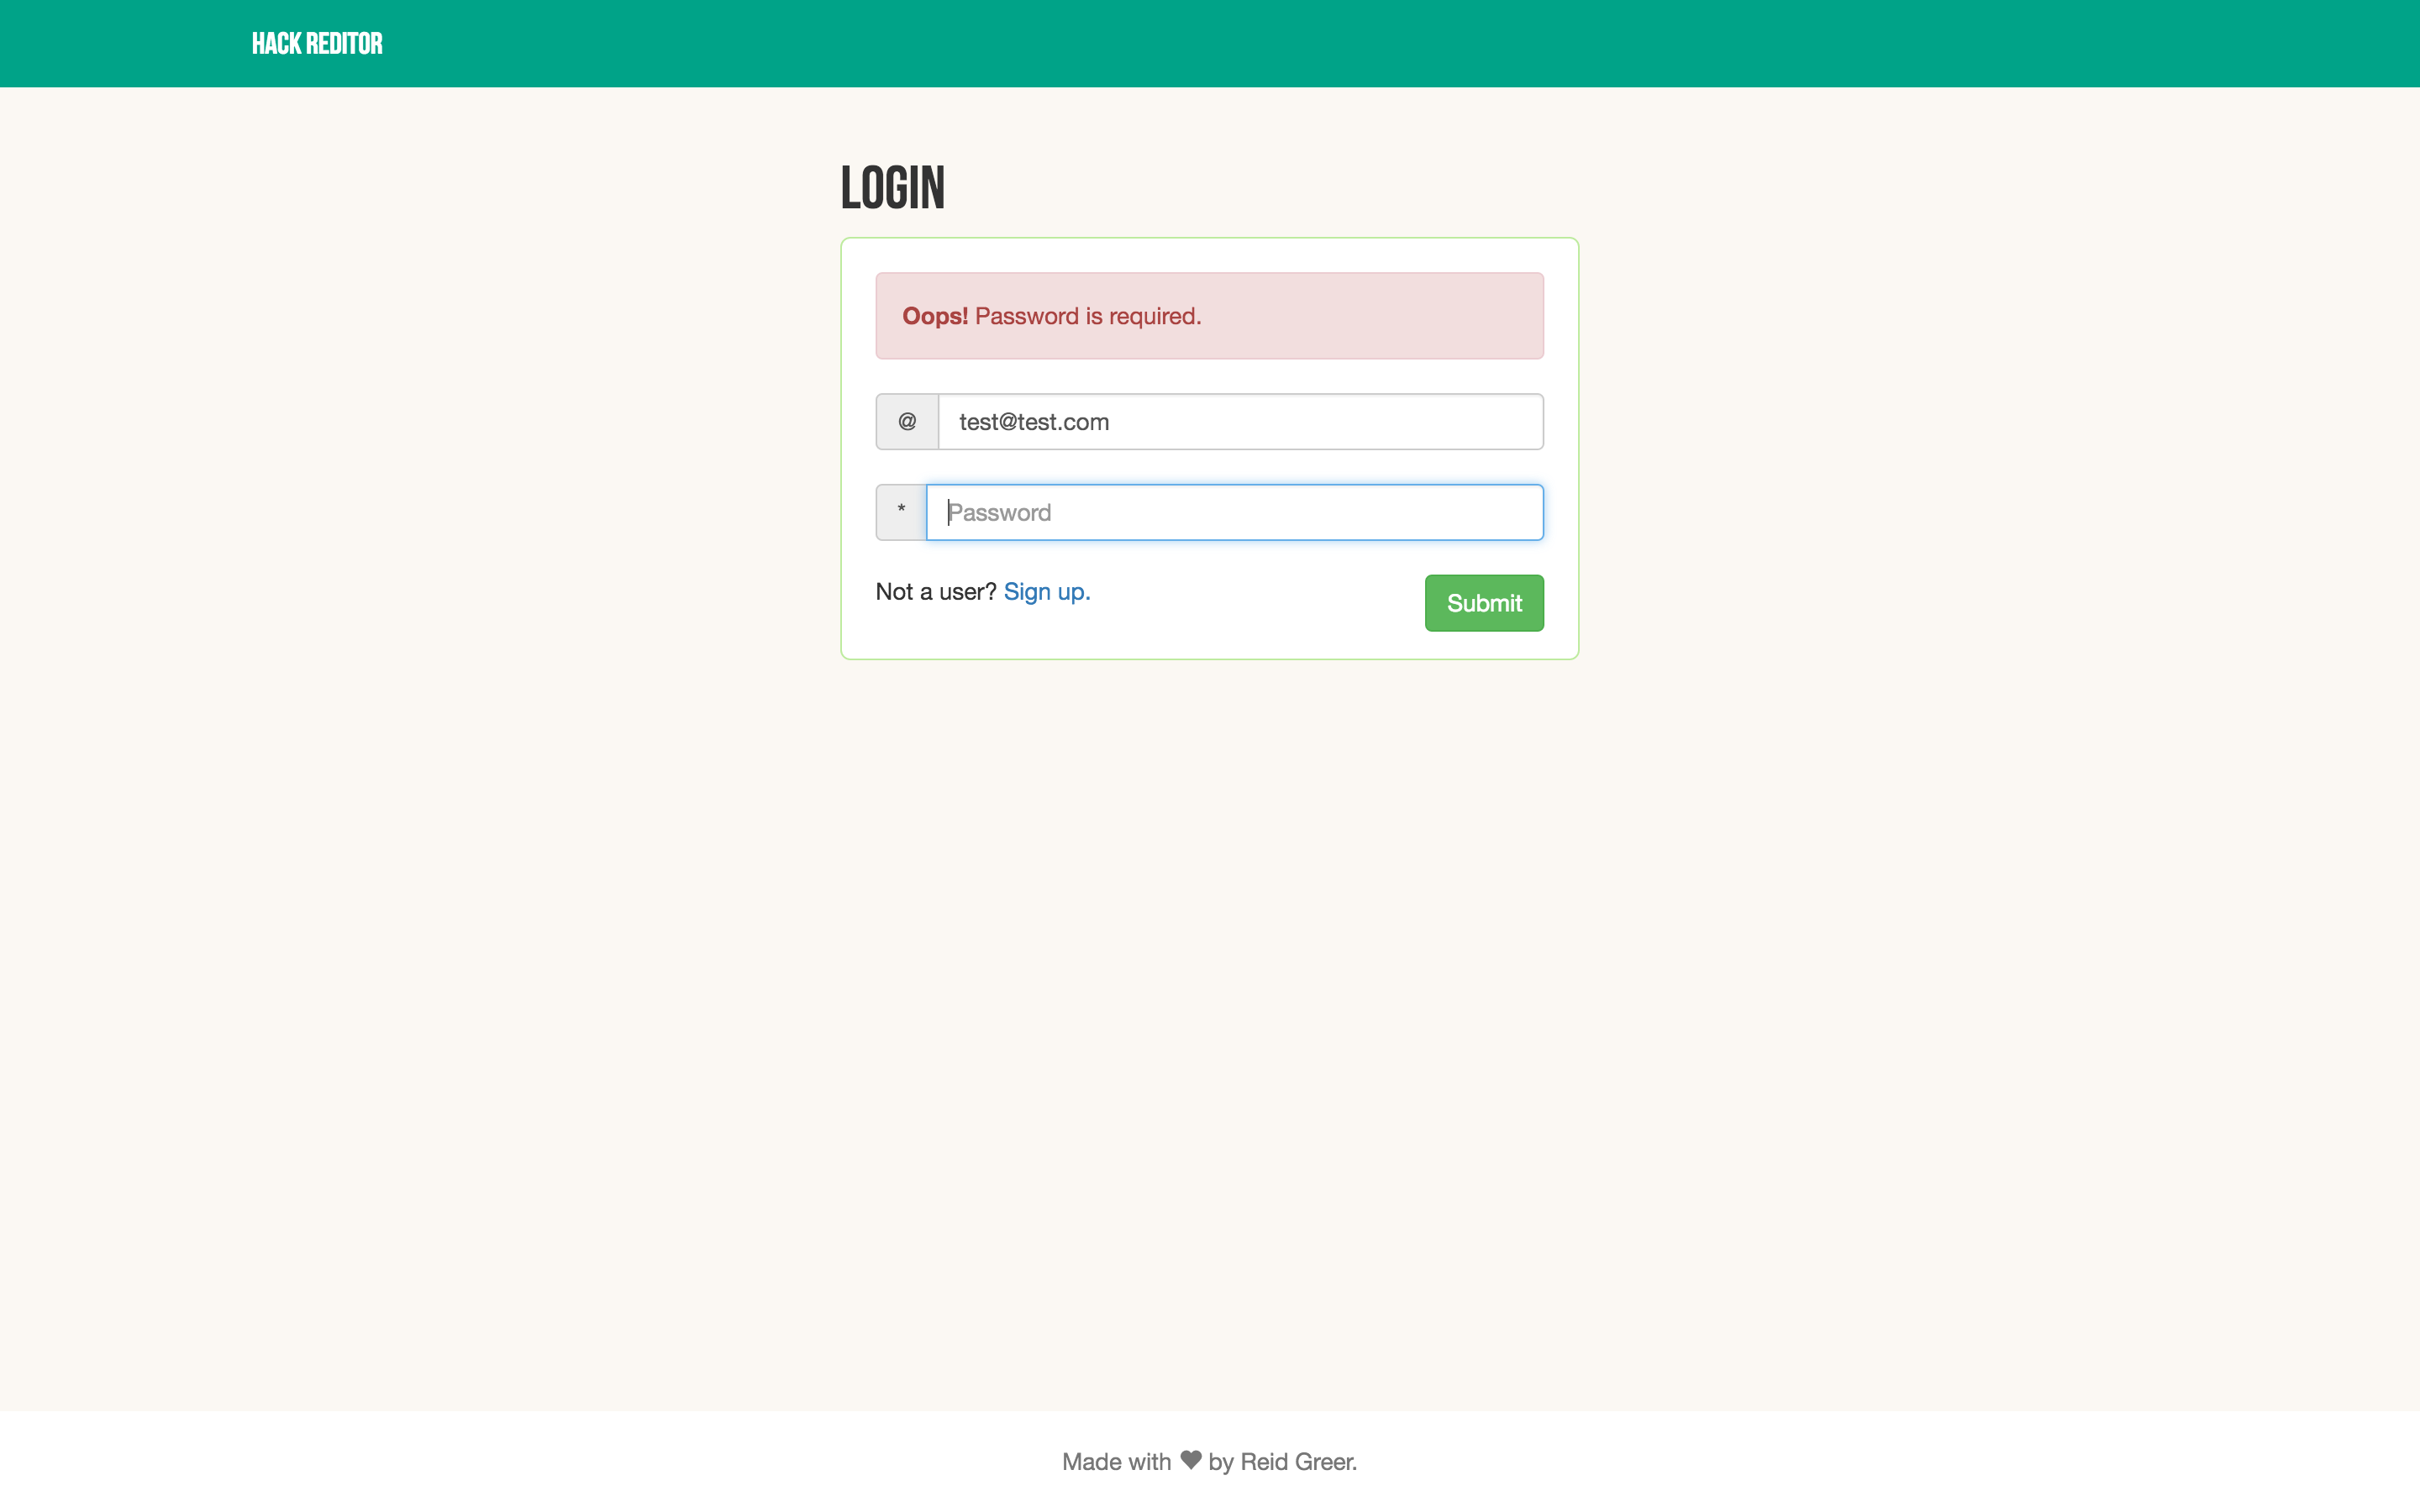 HACK REDITOR
LOGIN
Oops! Password is required.
@ test@test.com
* Password
Not a user? Sign up.
Submit
Made with ♥ by Reid Greer.